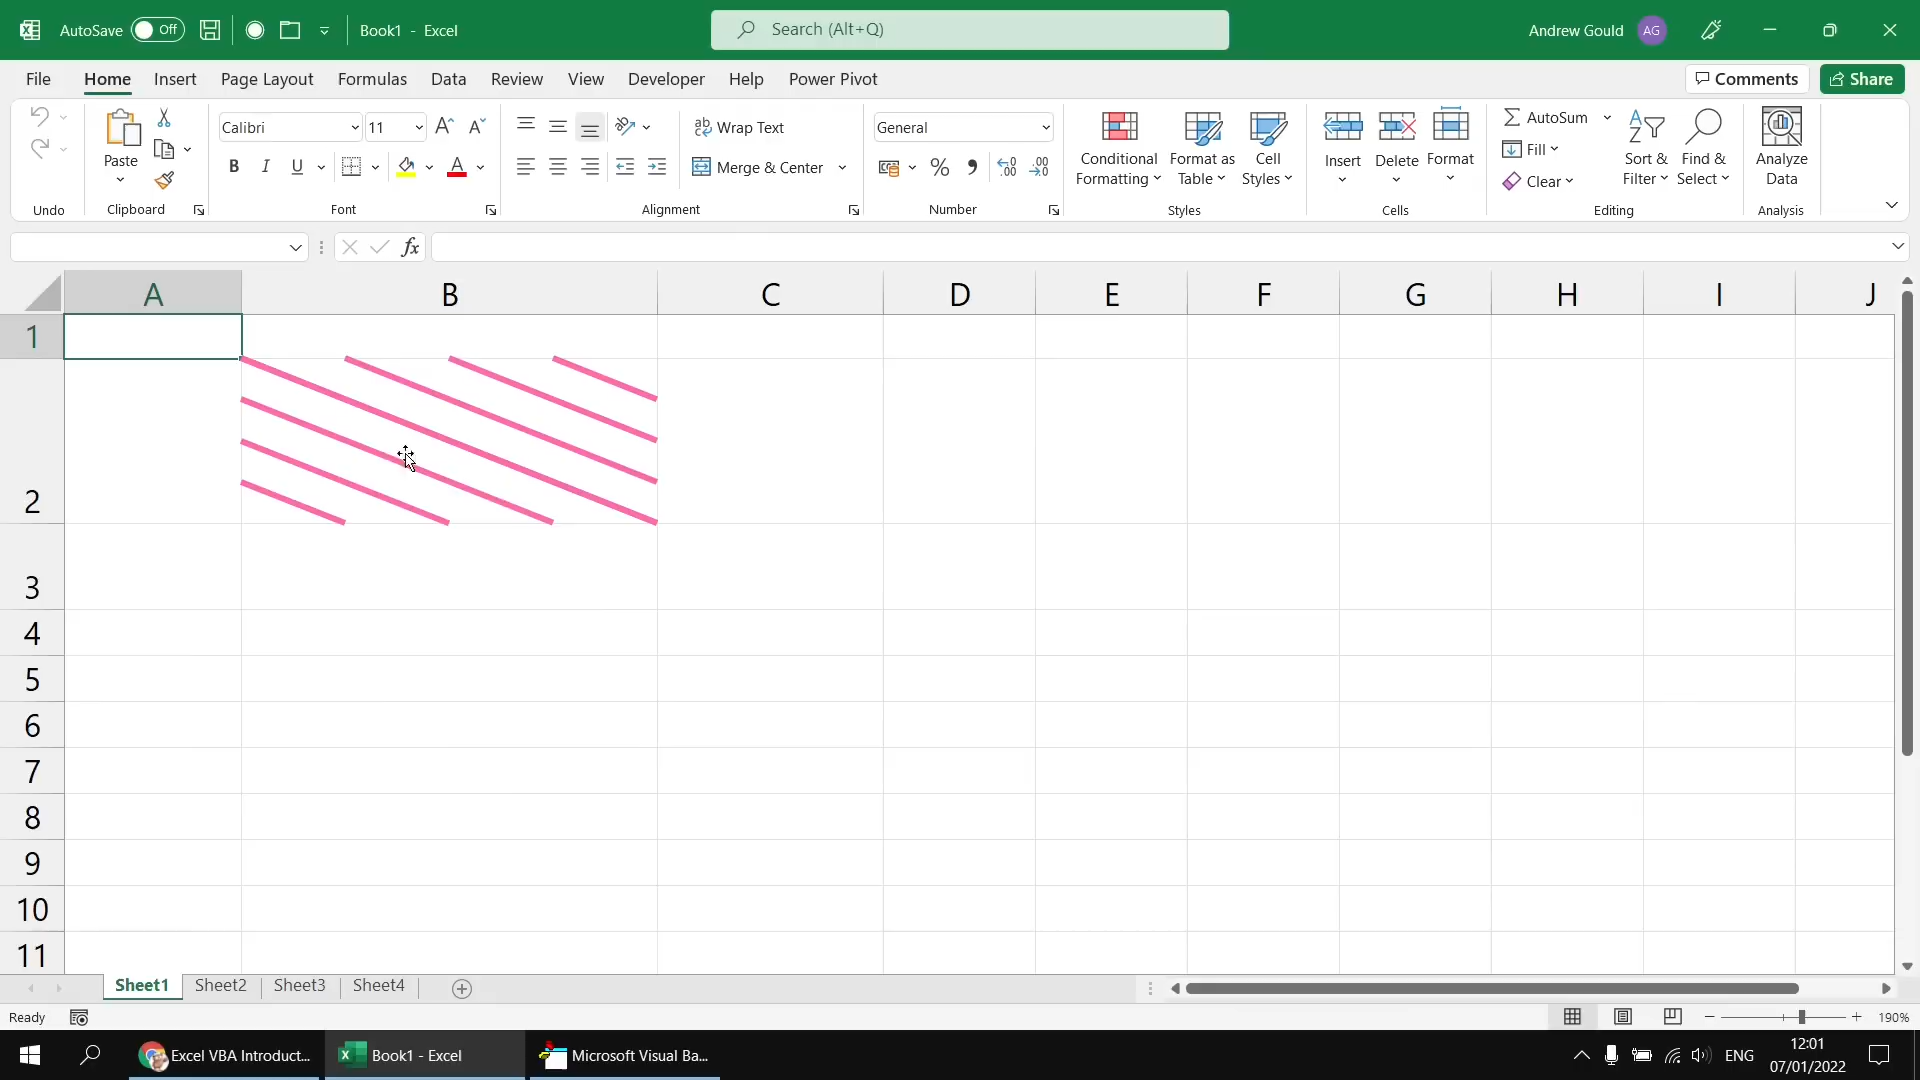 AutoSave Off Book1 - Excel Search (Alt+Q) Andrew Gould AG
File Home Insert Page Layout Formulas Data Review View Developer Help Power Pivot Comments Share
Calibri 11 Wrap Text General AutoSum
Paste Conditional Formatting Format as Table Cell Styles Insert Delete Format Fill Sort & Filter Find & Select Analyze Data
B I U Merge & Center % Clear
Undo Clipboard Font Alignment Number Styles Cells Editing Analysis
fx
A B C D E F G H I J
1
2
3
4
5
6
7
8
9
10
11
Sheet1 Sheet2 Sheet3 Sheet4
Ready 190%
Excel VBA Introduct... Book1 - Excel Microsoft Visual Ba... ENG 12:01
07/01/2022